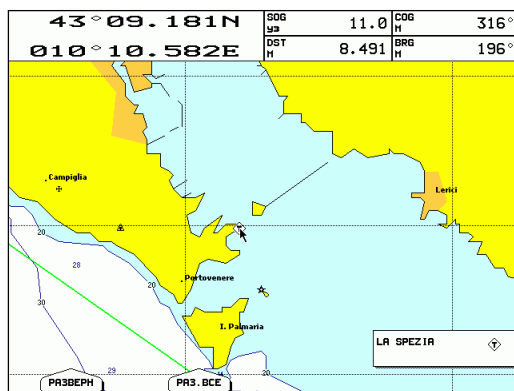 43°09.181N
010°10.582E
SOG
уз
11.0
COG
M
316°
DST
M
8.491
BRG
M
196°
Campiglia
Lerici
20
28
20
Portovenere
30
I. Palmaria
LA SPEZIA
T
29
20
РАЗВЕРН
РАЗ.ВСЕ